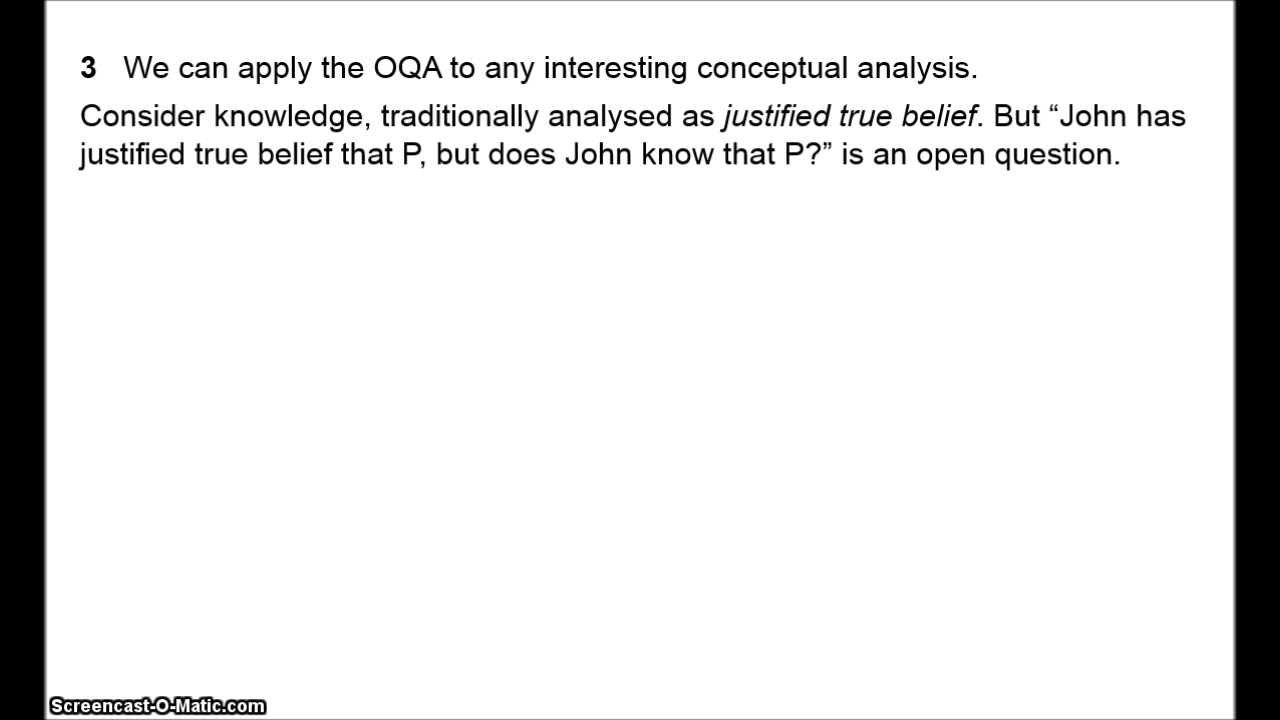 3 We can apply the OQA to any interesting conceptual analysis.
Consider knowledge, traditionally analysed as justified true belief. But “John has
justified true belief that P, but does John know that P?” is an open question.
Screencast-O-Matic.com